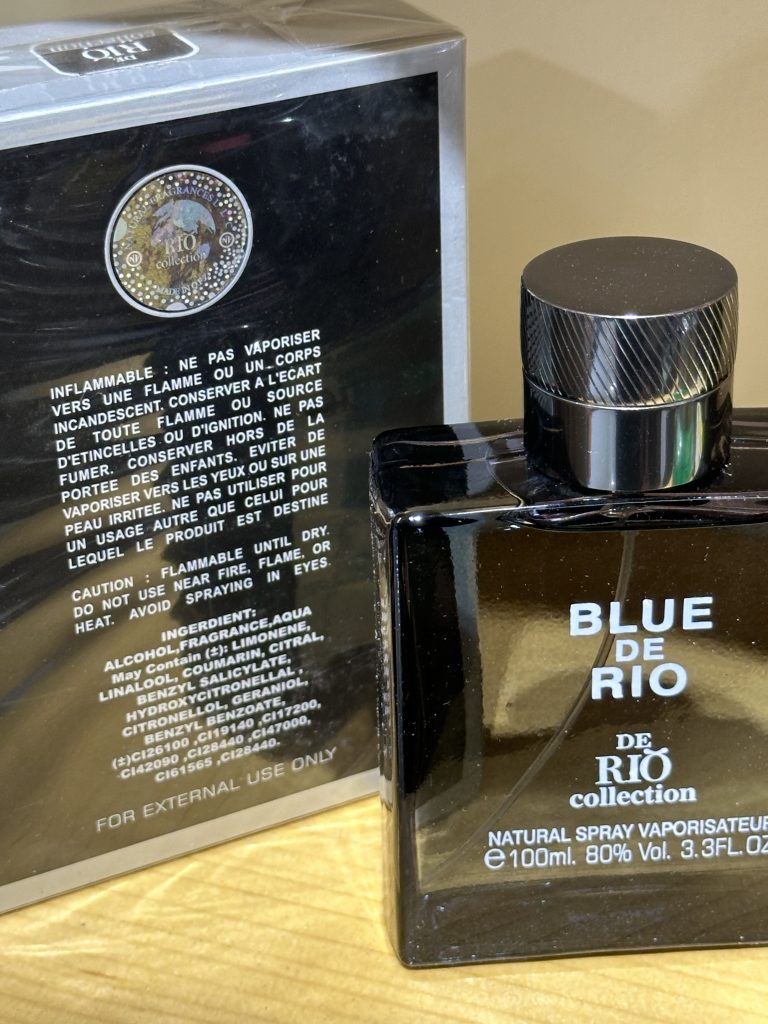 DE
RIO
collection
RIO
collection
INFLAMMABLE : NE PAS VAPORISER
VERS UNE FLAMME OU UN CORPS
INCANDESCENT. CONSERVER A L'ECART
DE TOUTE FLAMME OU SOURCE
D'ETINCELLES OU D'IGNITION. NE PAS
FUMER. CONSERVER HORS DE LA
PORTEE DES ENFANTS. EVITER DE
VAPORISER VERS LES YEUX OU SUR UNE
PEAU IRRITEE. NE PAS UTILISER POUR
UN USAGE AUTRE QUE CELUI POUR
LEQUEL LE PRODUIT EST DESTINE
CAUTION : FLAMMABLE UNTIL DRY.
DO NOT USE NEAR FIRE, FLAME, OR
HEAT. AVOID SPRAYING IN EYES.
INGERDIENT:
ALCOHOL,FRAGRANCE,AQUA
May Contain (±): LIMONENE,
LINALOOL, COUMARIN, CITRAL,
BENZYL SALICYLATE,
HYDROXYCITRONELLAL ,
CITRONELLOL, GERANIOL,
BENZYL BENZOATE,
(±)CI26100 ,CI19140 ,CI17200,
CI42090 ,CI28440 ,CI47000,
CI61565 ,CI28440.
FOR EXTERNAL USE ONLY
BLUE
DE
RIO
DE
RIO
collection
NATURAL SPRAY VAPORISATEUR
e100ml. 80% Vol. 3.3FL.OZ